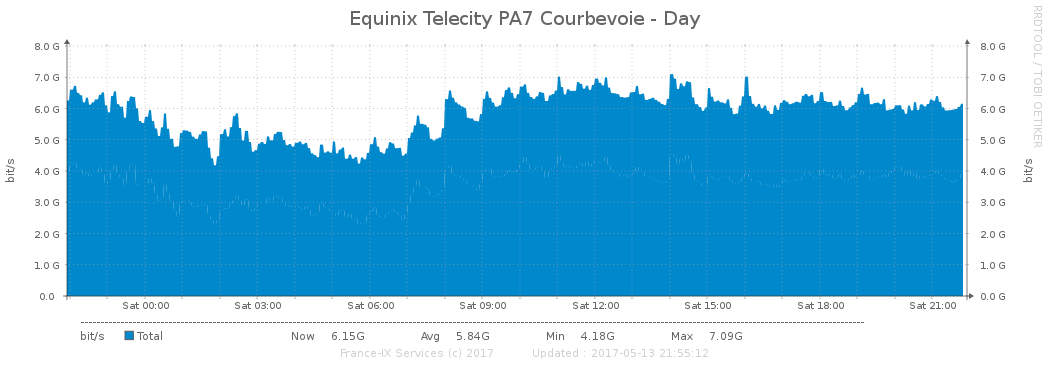 Equinix Telecity PA7 Courbevoie - Day
RRDTOOL / TOBI OETIKER
8.0 G 8.0 G
7.0 G 7.0 G
6.0 G 6.0 G
5.0 G 5.0 G
4.0 G 4.0 G
3.0 G 3.0 G
2.0 G 2.0 G
1.0 G 1.0 G
0.0 0.0 G
bit/s bit/s
Sat 00:00 Sat 03:00 Sat 06:00 Sat 09:00 Sat 12:00 Sat 15:00 Sat 18:00 Sat 21:00
bit/s Total Now 6.15G Avg 5.84G Min 4.18G Max 7.09G
France-IX Services (c) 2017 Updated : 2017-05-13 21:55:12